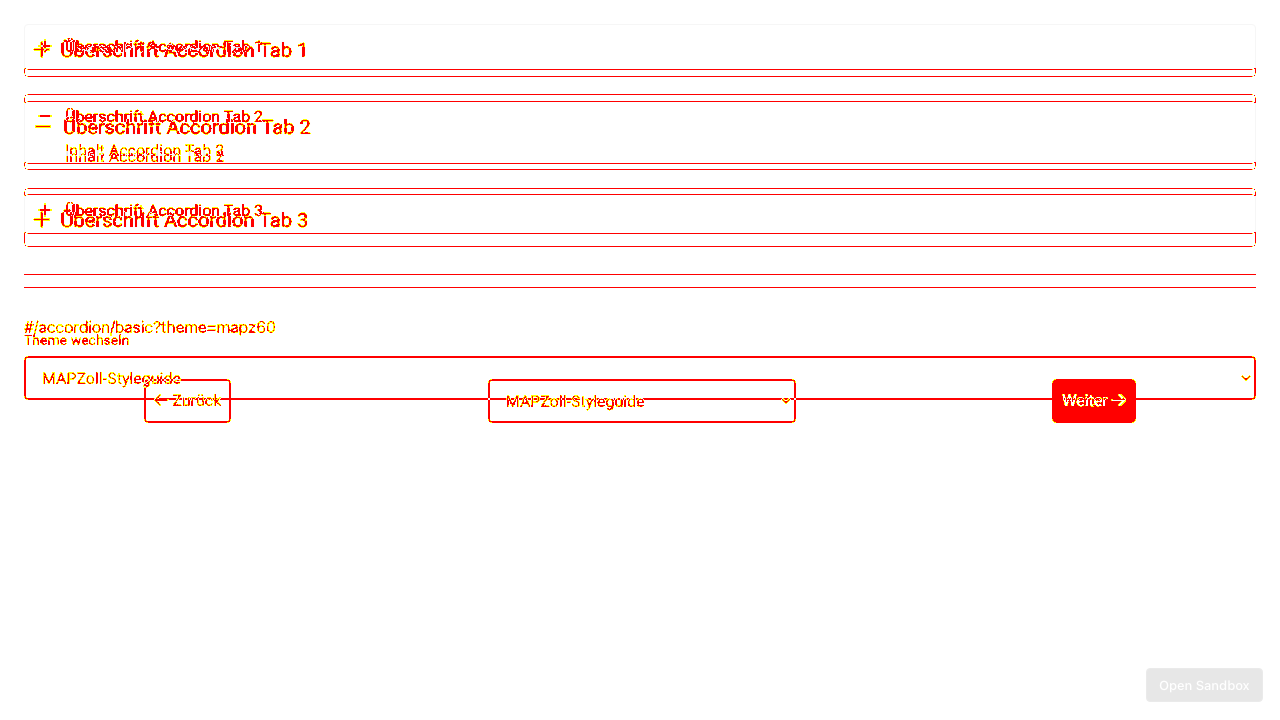 + Überschrift Accordion Tab 1
+ Überschrift Accordion Tab 1
− Überschrift Accordion Tab 2
− Überschrift Accordion Tab 2
Inhalt Accordion Tab 2
Inhalt Accordion Tab 2
+ Überschrift Accordion Tab 3
+ Überschrift Accordion Tab 3
#/accordion/basic?theme=mapz60
Theme wechseln
MAPZoll-Styleguide
← Zurück
MAPZoll-Styleguide
Weiter →
Open Sandbox